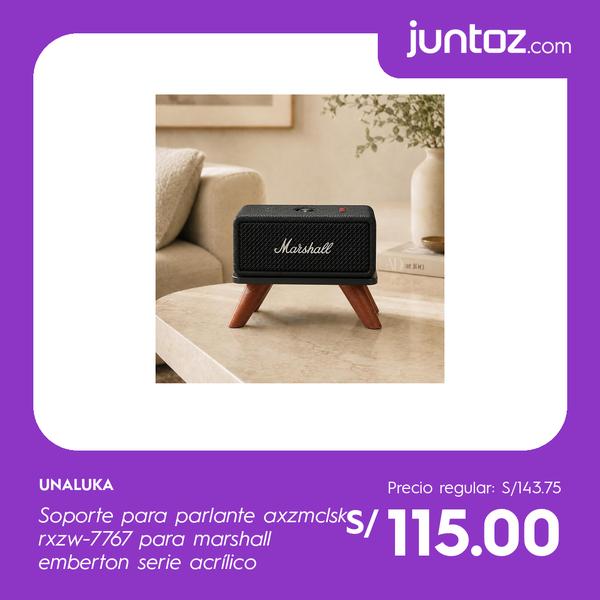 juntoz.com
Marshall
UNALUKA
Soporte para parlante axzmclsk
rxzw-7767 para marshall
emberton serie acrílico
Precio regular: S/143.75
S/115.00